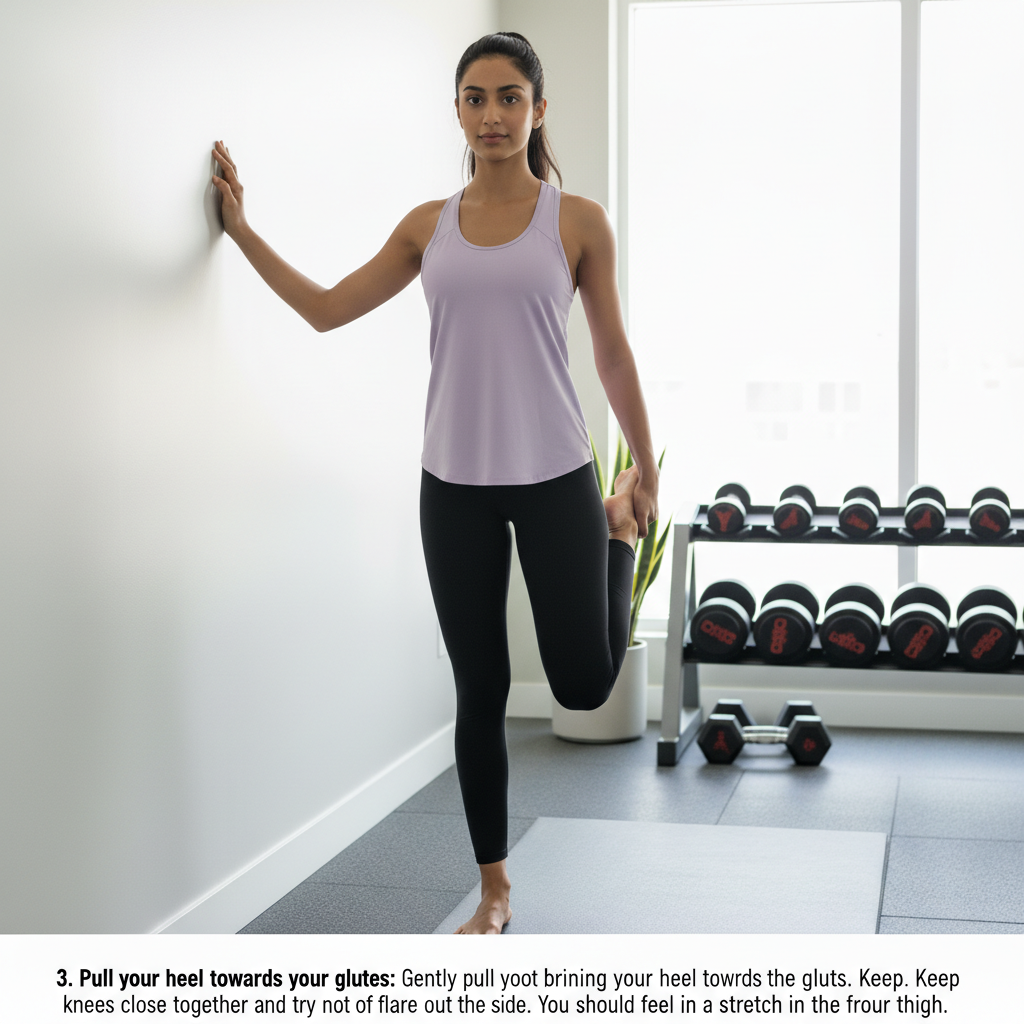 3. Pull your heel towards your glutes: Gently pull yoot brining your heel towrds the gluts. Keep. Keep
knees close together and try not of flare out the side. You should feel in a stretch in the frour thigh.